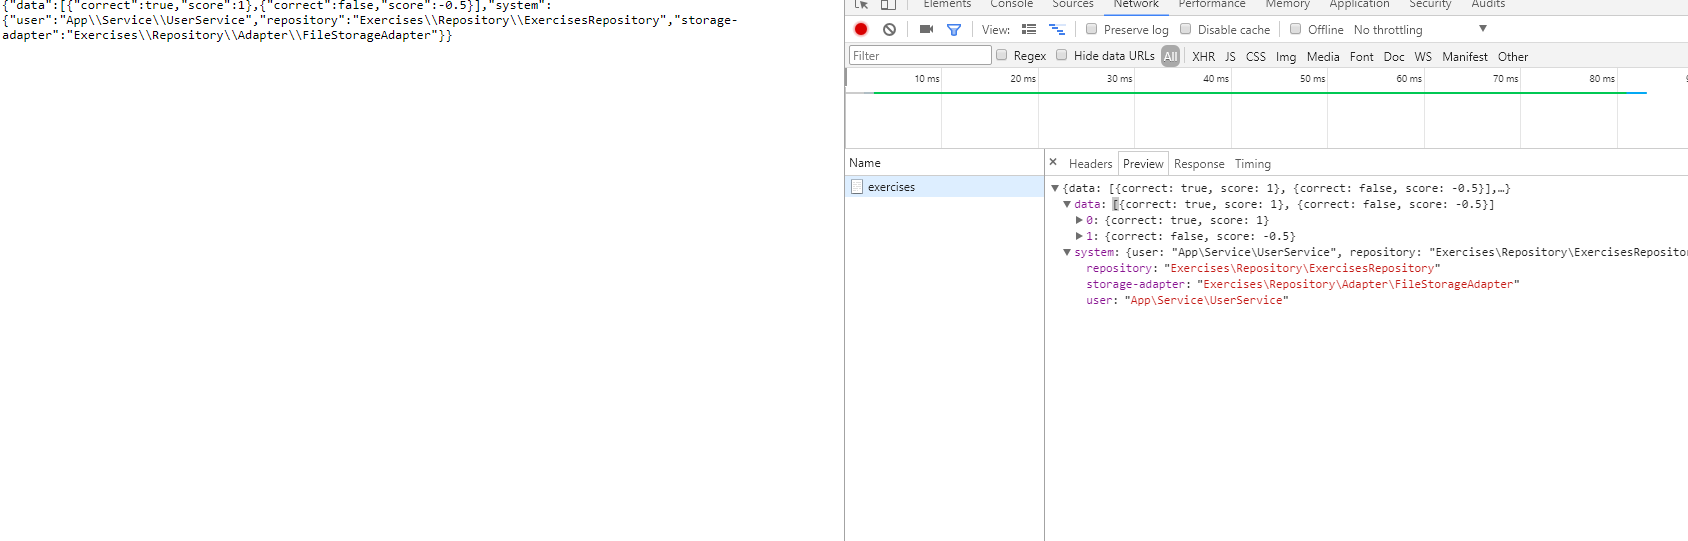 {"data":[{"correct":true,"score":1},{"correct":false,"score":-0.5}],"system":
{"user":"App\\Service\\UserService","repository":"Exercises\\Repository\\ExercisesRepository","storage-
adapter":"Exercises\\Repository\\Adapter\\FileStorageAdapter"}}
Elements Console Sources Network Performance Memory Application Security Audits
View: Preserve log Disable cache Offline No throttling
Filter Regex Hide data URLs All XHR JS CSS Img Media Font Doc WS Manifest Other
10 ms 20 ms 30 ms 40 ms 50 ms 60 ms 70 ms 80 ms
Name
exercises
× Headers Preview Response Timing
▼{data: [{correct: true, score: 1}, {correct: false, score: -0.5}],…}
▼data: [{correct: true, score: 1}, {correct: false, score: -0.5}]
▶0: {correct: true, score: 1}
▶1: {correct: false, score: -0.5}
▼system: {user: "App\Service\UserService", repository: "Exercises\Repository\ExercisesReposito
repository: "Exercises\Repository\ExercisesRepository"
storage-adapter: "Exercises\Repository\Adapter\FileStorageAdapter"
user: "App\Service\UserService"